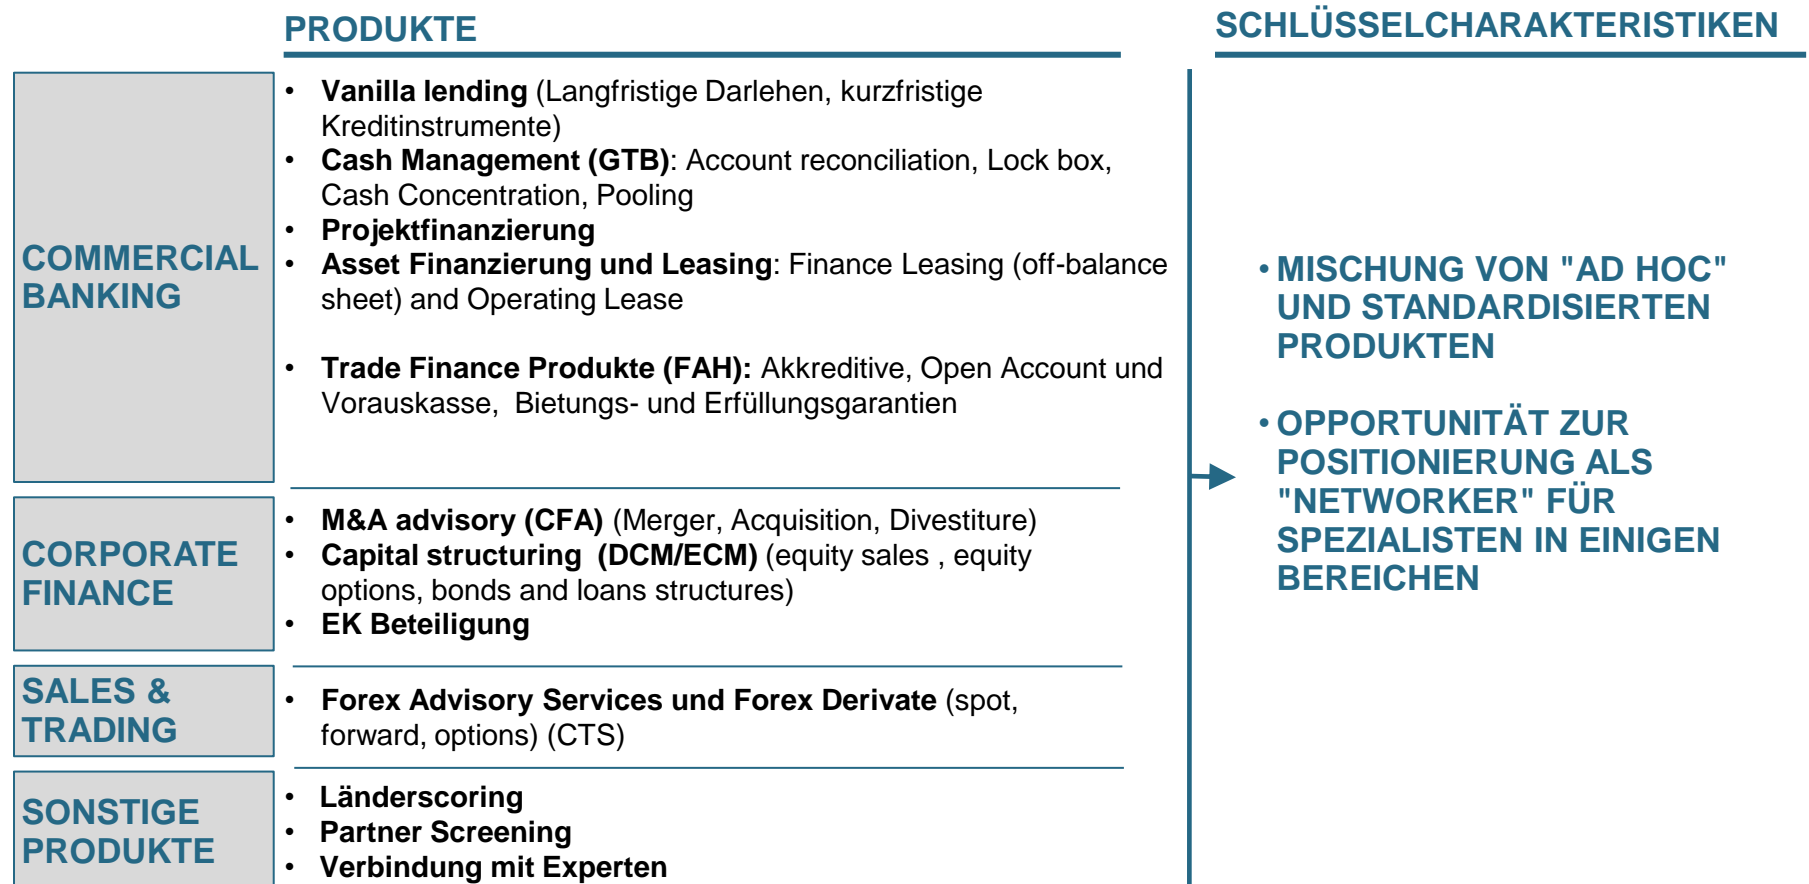 PRODUKTE
SCHLÜSSELCHARAKTERISTIKEN
COMMERCIAL
BANKING
• Vanilla lending (Langfristige Darlehen, kurzfristige
Kreditinstrumente)
• Cash Management (GTB): Account reconciliation, Lock box,
Cash Concentration, Pooling
• Projektfinanzierung
• Asset Finanzierung und Leasing: Finance Leasing (off-balance
sheet) and Operating Lease
• Trade Finance Produkte (FAH): Akkreditive, Open Account und
Vorauskasse, Bietungs- und Erfüllungsgarantien
CORPORATE
FINANCE
• M&A advisory (CFA) (Merger, Acquisition, Divestiture)
• Capital structuring (DCM/ECM) (equity sales , equity
options, bonds and loans structures)
• EK Beteiligung
SALES &
TRADING
• Forex Advisory Services und Forex Derivate (spot,
forward, options) (CTS)
SONSTIGE
PRODUKTE
• Länderscoring
• Partner Screening
• Verbindung mit Experten
• MISCHUNG VON "AD HOC"
UND STANDARDISIERTEN
PRODUKTEN
• OPPORTUNITÄT ZUR
POSITIONIERUNG ALS
"NETWORKER" FÜR
SPEZIALISTEN IN EINIGEN
BEREICHEN